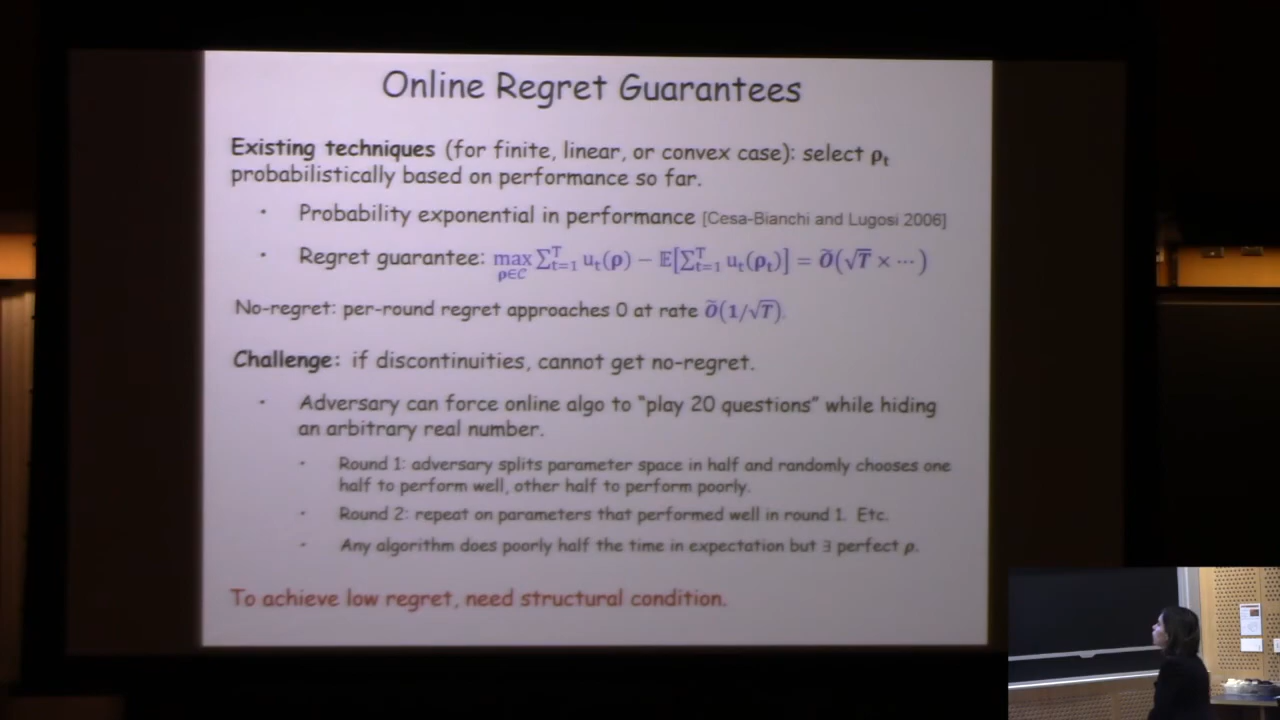 Online Regret Guarantees
Existing techniques (for finite, linear, or convex case): select ρₜ
probabilistically based on performance so far.
· Probability exponential in performance [Cesa-Bianchi and Lugosi 2006]
· Regret guarantee: max_{ρ∈C} ∑_{t=1}^{T} uₜ(ρ) − 𝔼[∑_{t=1}^{T} uₜ(ρₜ)] = Õ(√T × ⋯)
No-regret: per-round regret approaches 0 at rate Õ(1/√T).
Challenge: if discontinuities, cannot get no-regret.
· Adversary can force online algo to “play 20 questions” while hiding
an arbitrary real number.
· Round 1: adversary splits parameter space in half and randomly chooses one
half to perform well, other half to perform poorly.
· Round 2: repeat on parameters that performed well in round 1. Etc.
· Any algorithm does poorly half the time in expectation but ∃ perfect ρ.
To achieve low regret, need structural condition.